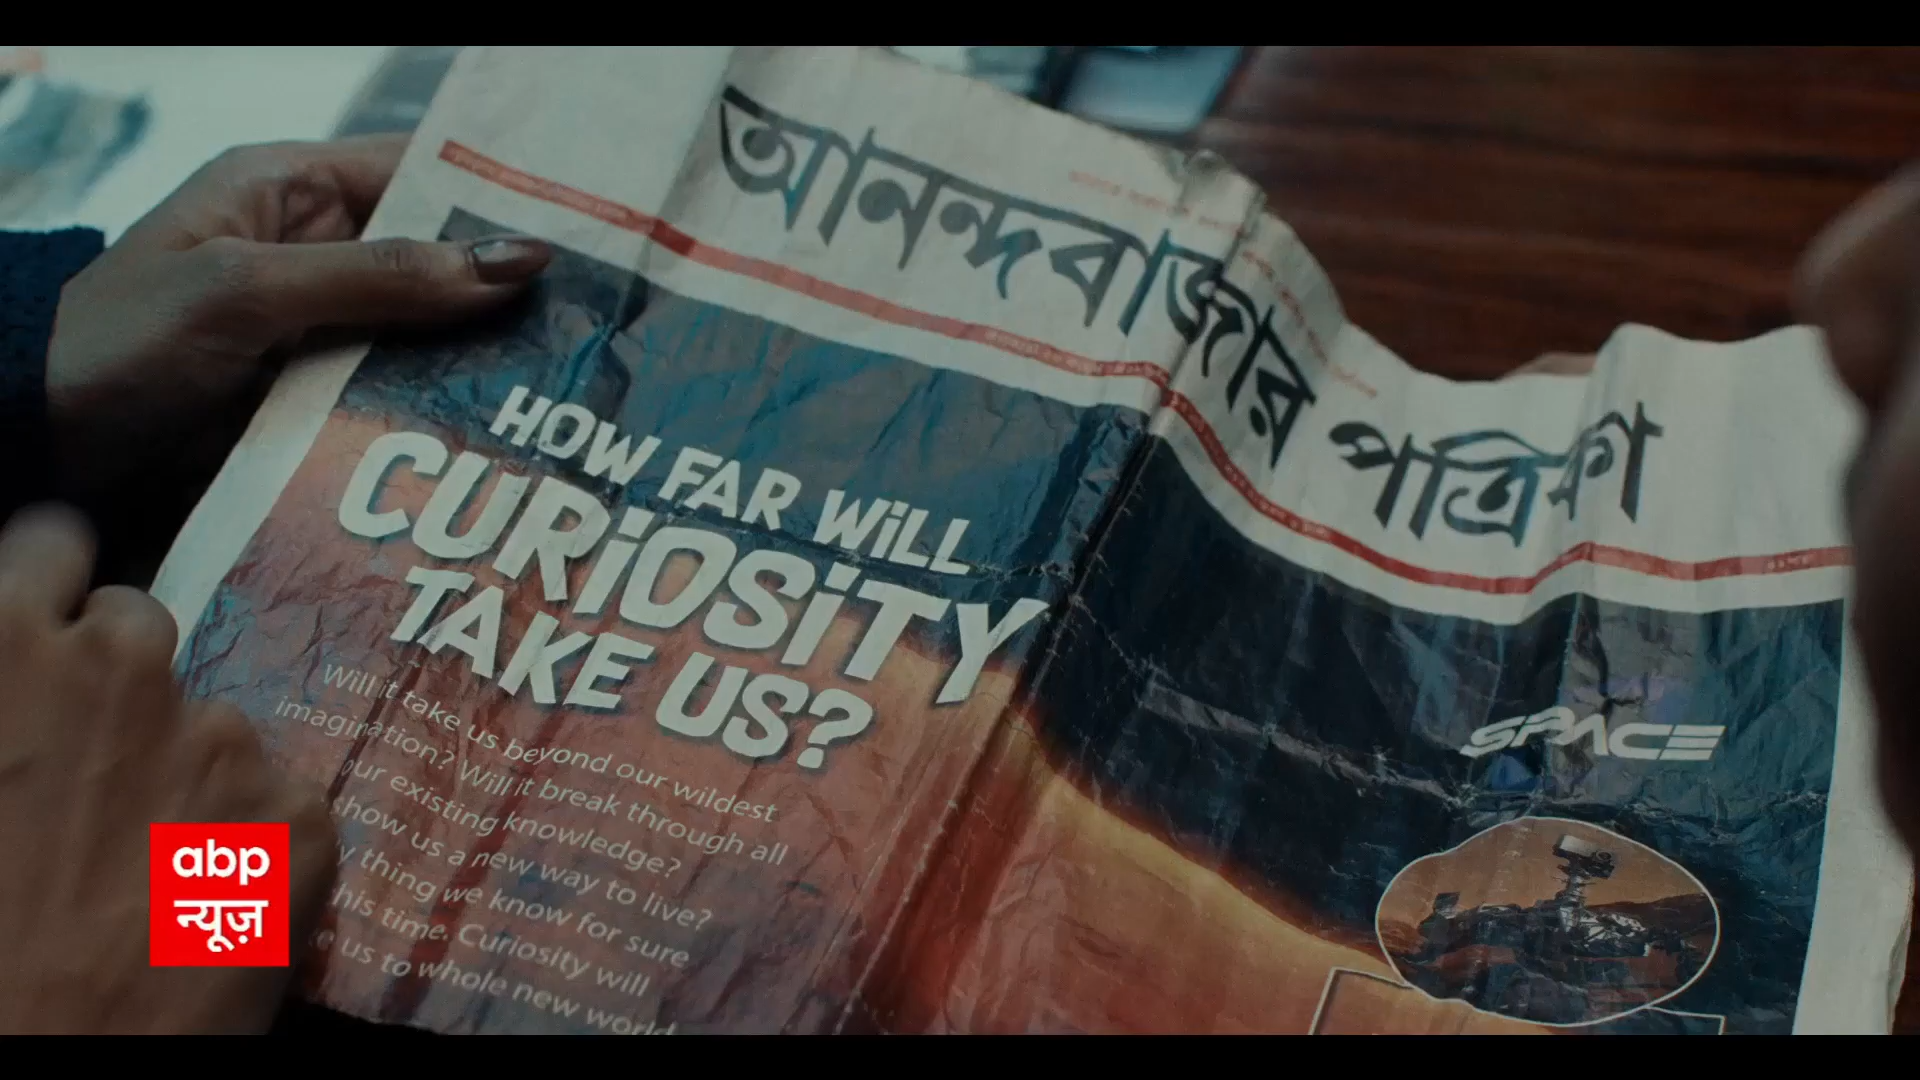 আনন্দবাজার পত্রিকা
HOW FAR WiLL
CURiOSiTY
TAKE US?
Will it take us beyond our wildest
imagination? Will it break through all
our existing knowledge?
show us a new way to live?
thing we know for sure
his time. Curiosity will
us to whole new world
SPACE
abp
न्यूज़